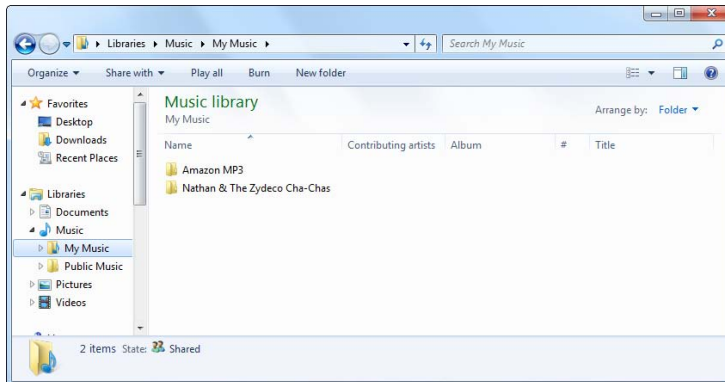 Libraries Music My Music
Search My Music
Organize Share with Play all Burn New folder
Favorites
Desktop
Downloads
Recent Places
Libraries
Documents
Music
My Music
Public Music
Pictures
Videos
Music library
My Music
Arrange by: Folder
Name Contributing artists Album # Title
Amazon MP3
Nathan & The Zydeco Cha-Chas
2 items State: Shared